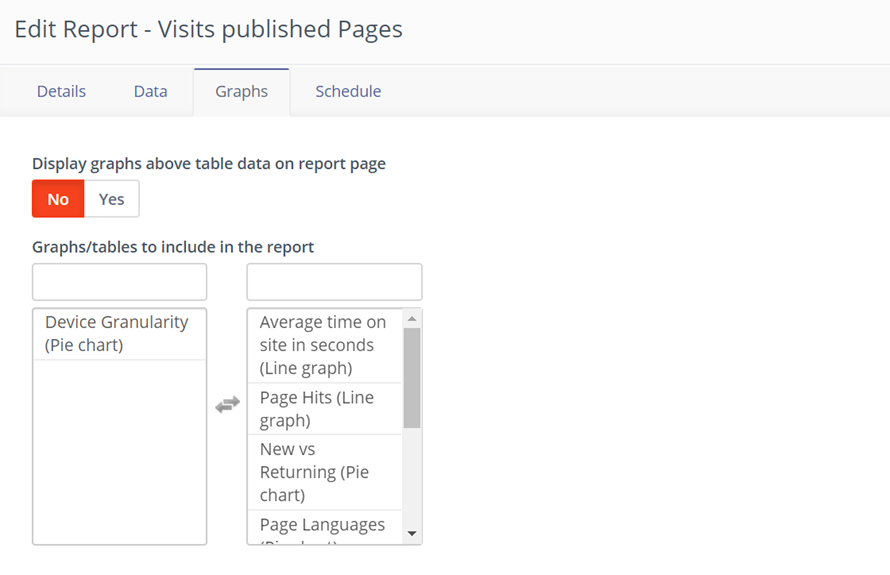 Edit Report - Visits published Pages
Details Data Graphs Schedule
Display graphs above table data on report page
No Yes
Graphs/tables to include in the report
Device Granularity
(Pie chart)
Average time on
site in seconds
(Line graph)
Page Hits (Line
graph)
New vs
Returning (Pie
chart)
Page Languages